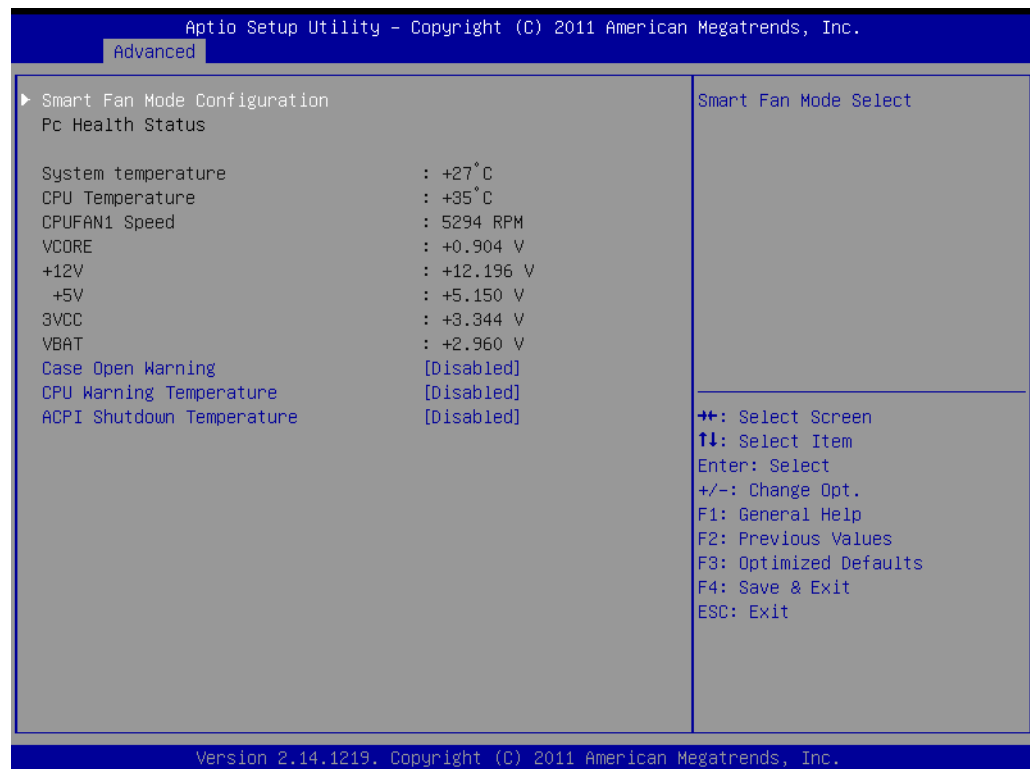 Aptio Setup Utility – Copyright (C) 2011 American Megatrends, Inc.
Advanced
▶ Smart Fan Mode Configuration
Pc Health Status
System temperature : +27°C
CPU Temperature : +35°C
CPUFAN1 Speed : 5294 RPM
VCORE : +0.904 V
+12V : +12.196 V
+5V : +5.150 V
3VCC : +3.344 V
VBAT : +2.960 V
Case Open Warning [Disabled]
CPU Warning Temperature [Disabled]
ACPI Shutdown Temperature [Disabled]
Smart Fan Mode Select
→←: Select Screen
↑↓: Select Item
Enter: Select
+/-: Change Opt.
F1: General Help
F2: Previous Values
F3: Optimized Defaults
F4: Save & Exit
ESC: Exit
Version 2.14.1219. Copyright (C) 2011 American Megatrends, Inc.